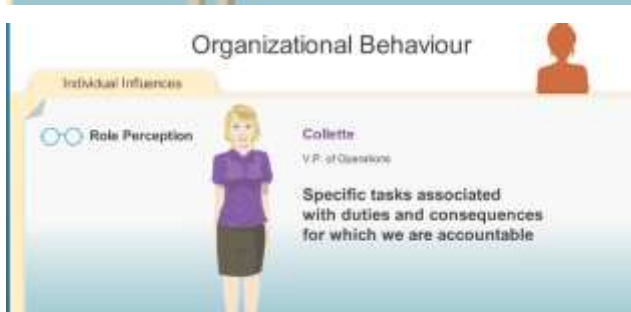 Organizational Behaviour
Individual Influences
Role Perception
Collette
V.P. of Operations
Specific tasks associated
with duties and consequences
for which we are accountable